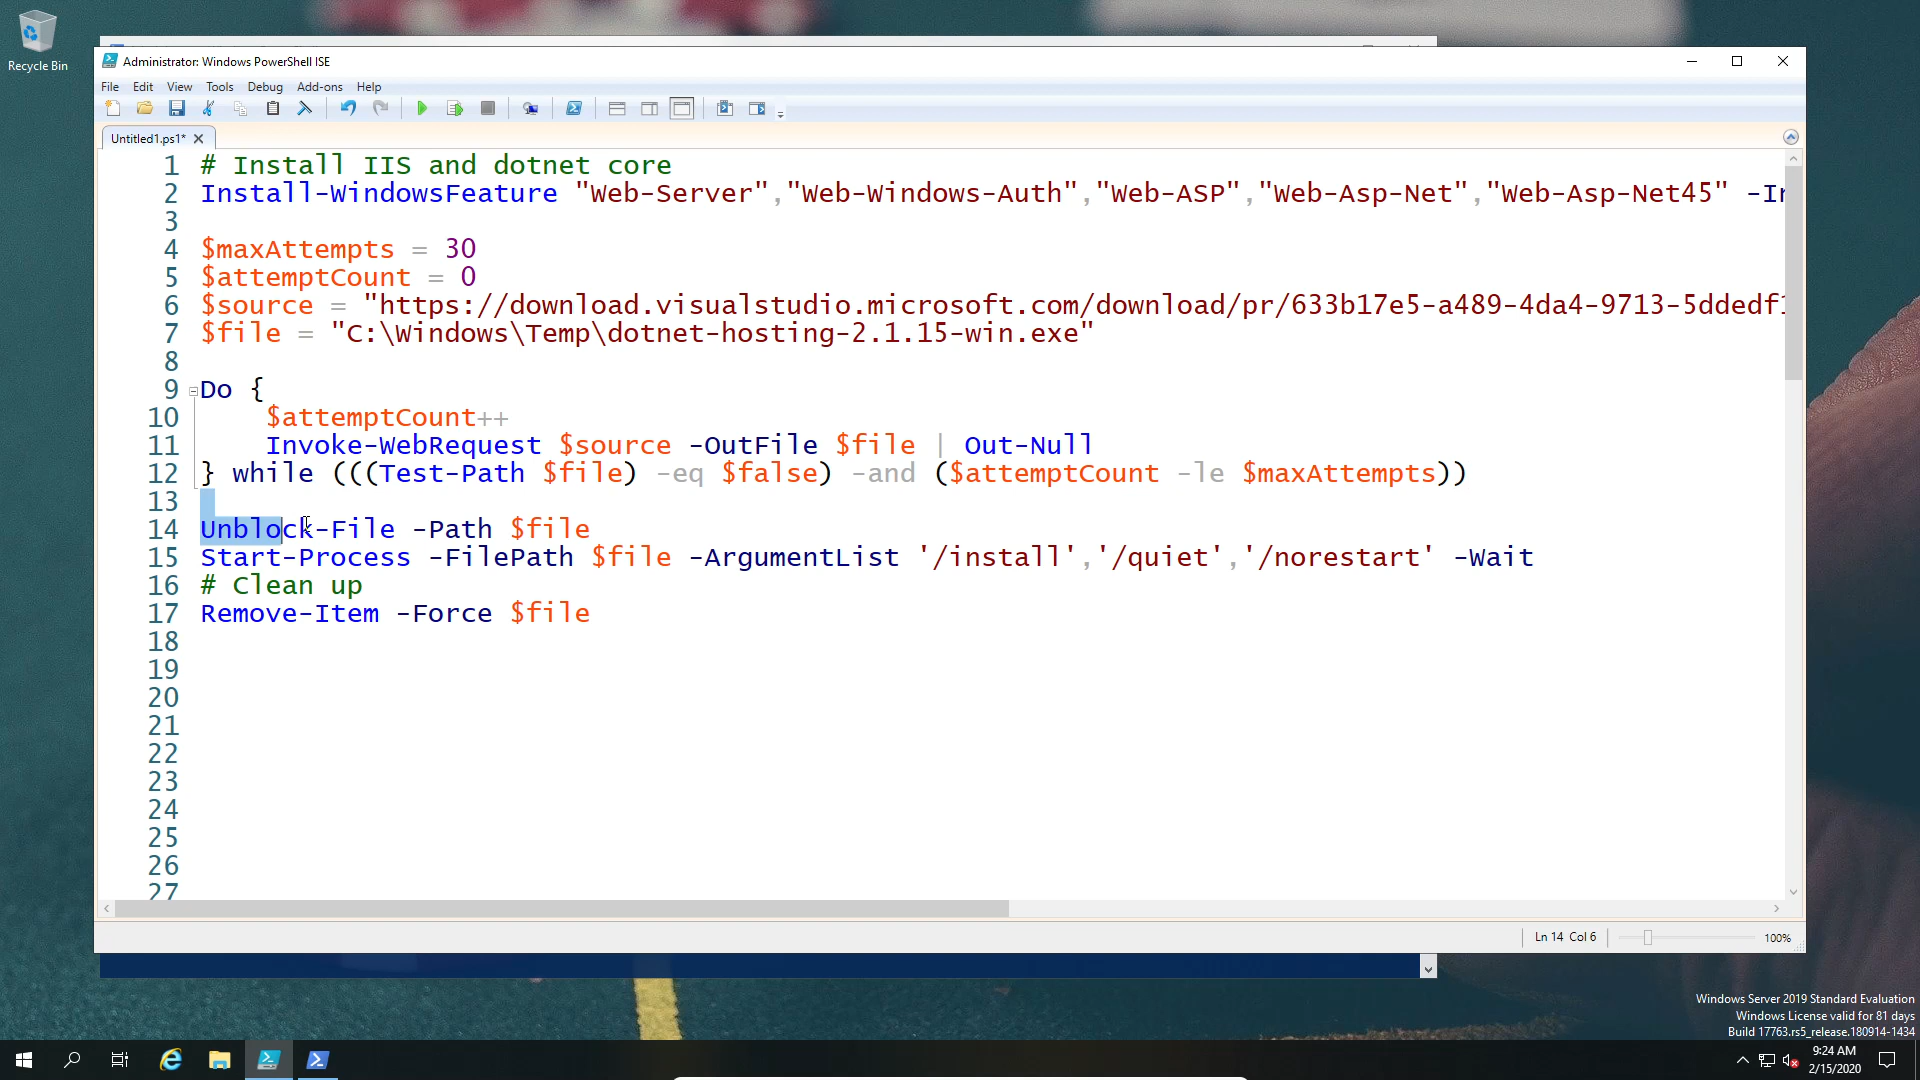 Recycle Bin
Administrator: Windows PowerShell ISE
File Edit View Tools Debug Add-ons Help
Untitled1.ps1*
1 # Install IIS and dotnet core
2 Install-WindowsFeature "Web-Server","Web-Windows-Auth","Web-ASP","Web-Asp-Net","Web-Asp-Net45" -In
3
4 $maxAttempts = 30
5 $attemptCount = 0
6 $source = "https://download.visualstudio.microsoft.com/download/pr/633b17e5-a489-4da4-9713-5ddedf1
7 $file = "C:\Windows\Temp\dotnet-hosting-2.1.15-win.exe"
8
9 Do {
10 $attemptCount++
11 Invoke-WebRequest $source -OutFile $file | Out-Null
12 } while (((Test-Path $file) -eq $false) -and ($attemptCount -le $maxAttempts))
13
14 Unblock-File -Path $file
15 Start-Process -FilePath $file -ArgumentList '/install','/quiet','/norestart' -Wait
16 # Clean up
17 Remove-Item -Force $file
18
19
20
21
22
23
24
25
26
27
Ln 14 Col 6 100%
Windows Server 2019 Standard Evaluation
Windows License valid for 81 days
Build 17763.rs5_release.180914-1434
9:24 AM
2/15/2020